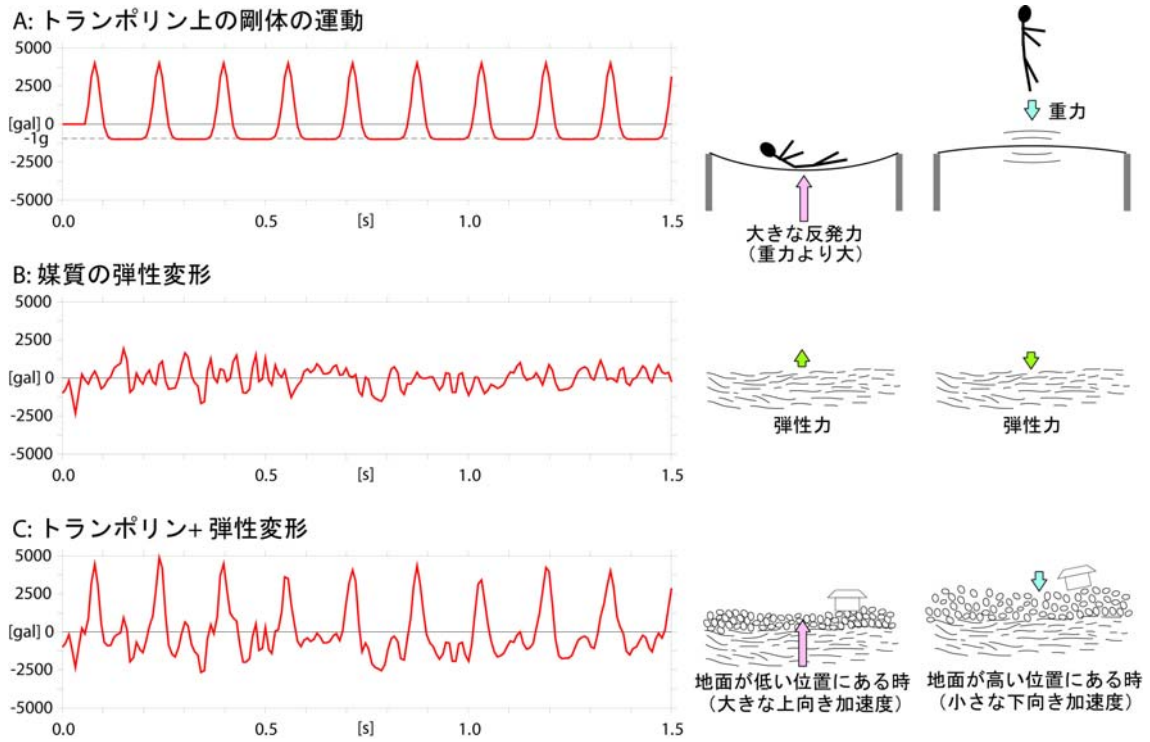 A: トランポリン上の剛体の運動
5000
2500
[gal] 0
-1g
-2500
-5000
0.0
0.5
[s]
1.0
1.5
重力
大きな反発力
（重力より大）
B: 媒質の弾性変形
5000
2500
[gal] 0
-2500
-5000
0.0
0.5
[s]
1.0
1.5
弾性力
弾性力
C: トランポリン+ 弾性変形
5000
2500
[gal] 0
-2500
-5000
0.0
0.5
[s]
1.0
1.5
地面が低い位置にある時
（大きな上向き加速度）
地面が高い位置にある時
（小さな下向き加速度）